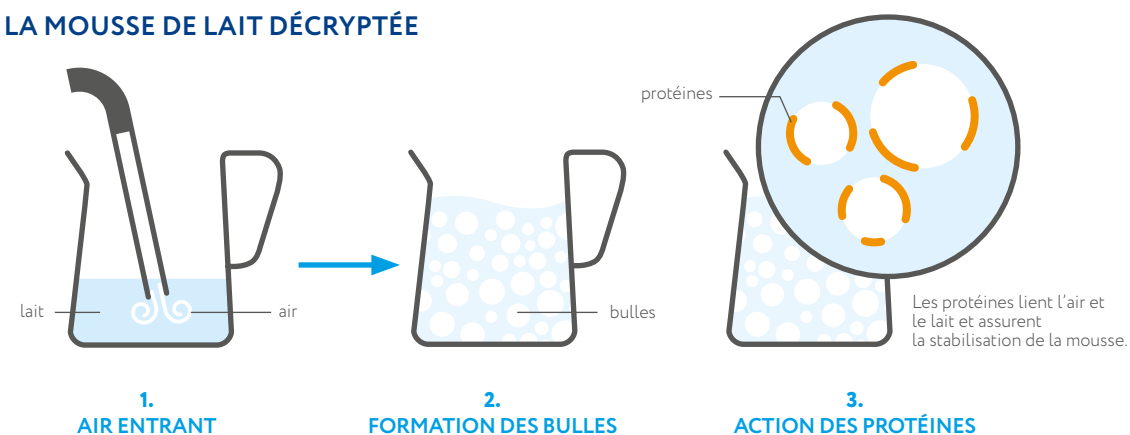 LA MOUSSE DE LAIT DÉCRYPTÉE
protéines
lait
air
bulles
Les protéines lient l'air et
le lait et assurent
la stabilisation de la mousse.
1.
AIR ENTRANT
2.
FORMATION DES BULLES
3.
ACTION DES PROTÉINES